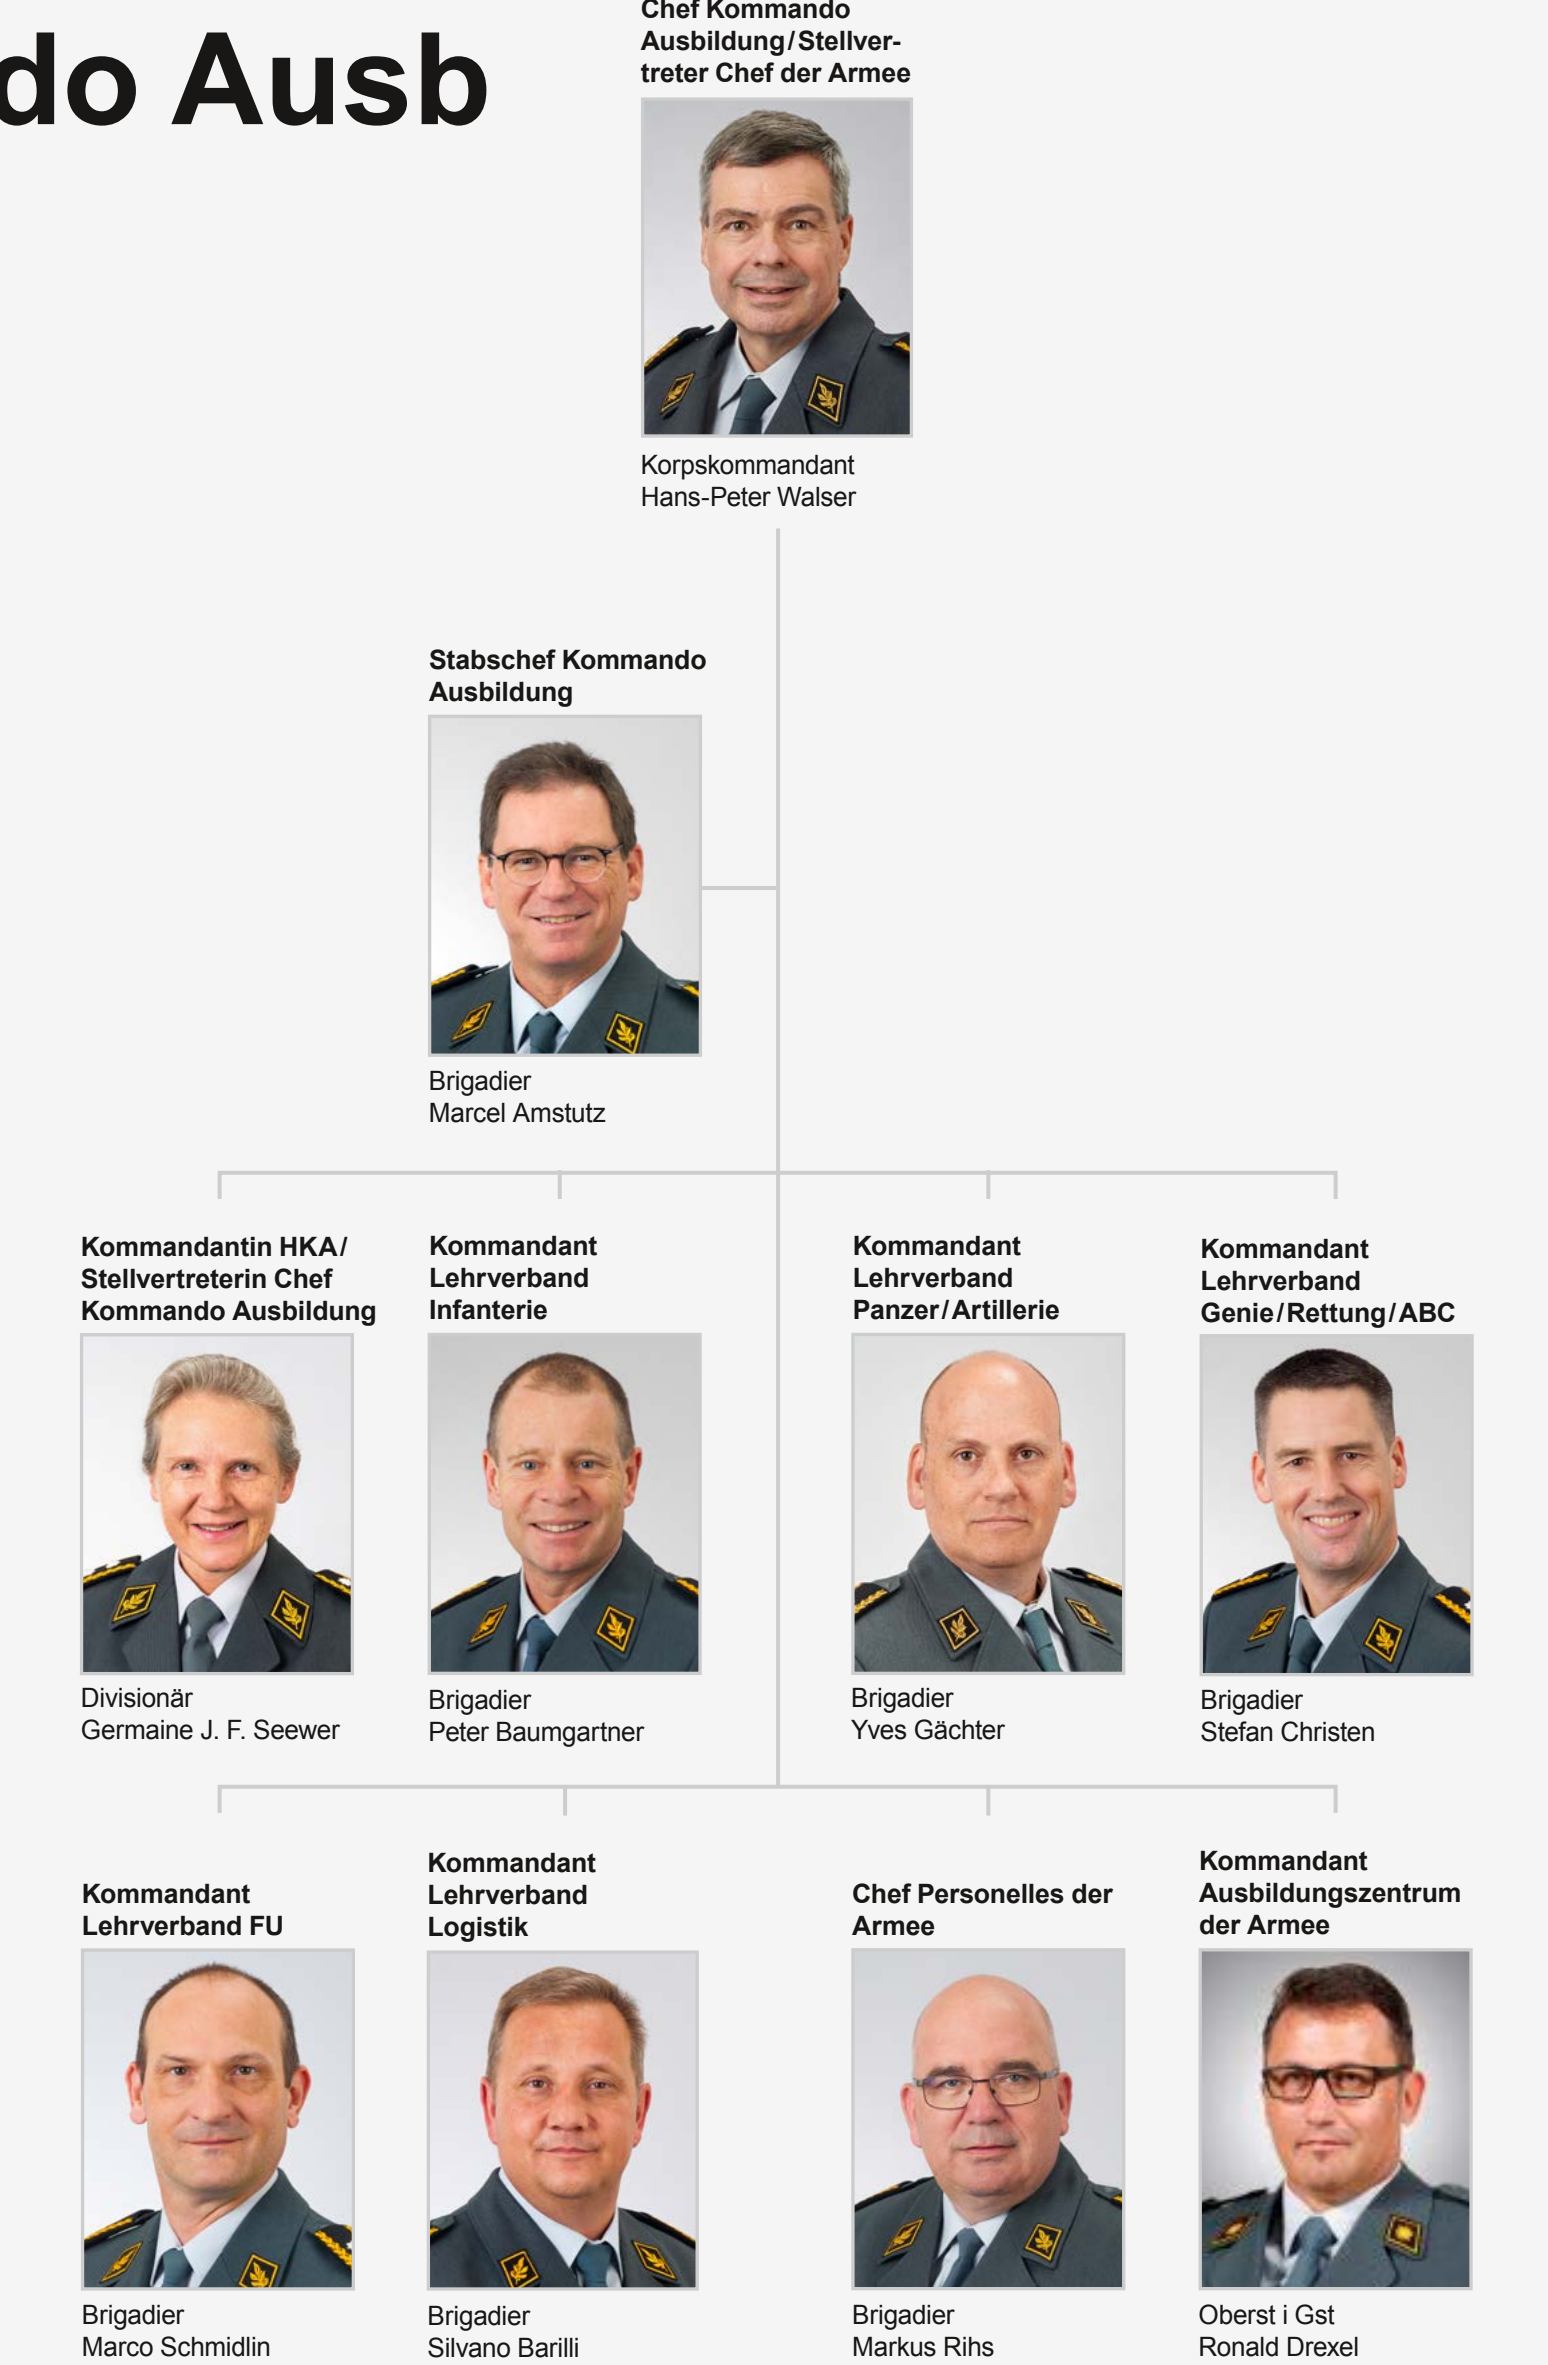 do Ausb
Chef Kommando
Ausbildung/Stellver-
treter Chef der Armee
Korpskommandant
Hans-Peter Walser
Stabschef Kommando
Ausbildung
Brigadier
Marcel Amstutz
Kommandantin HKA/
Stellvertreterin Chef
Kommando Ausbildung
Divisionär
Germaine J. F. Seewer
Kommandant
Lehrverband
Infanterie
Brigadier
Peter Baumgartner
Kommandant
Lehrverband
Panzer/Artillerie
Brigadier
Yves Gächter
Kommandant
Lehrverband
Genie/Rettung/ABC
Brigadier
Stefan Christen
Kommandant
Lehrverband FU
Brigadier
Marco Schmidlin
Kommandant
Lehrverband
Logistik
Brigadier
Silvano Barilli
Chef Personelles der
Armee
Brigadier
Markus Rihs
Kommandant
Ausbildungszentrum
der Armee
Oberst i Gst
Ronald Drexel